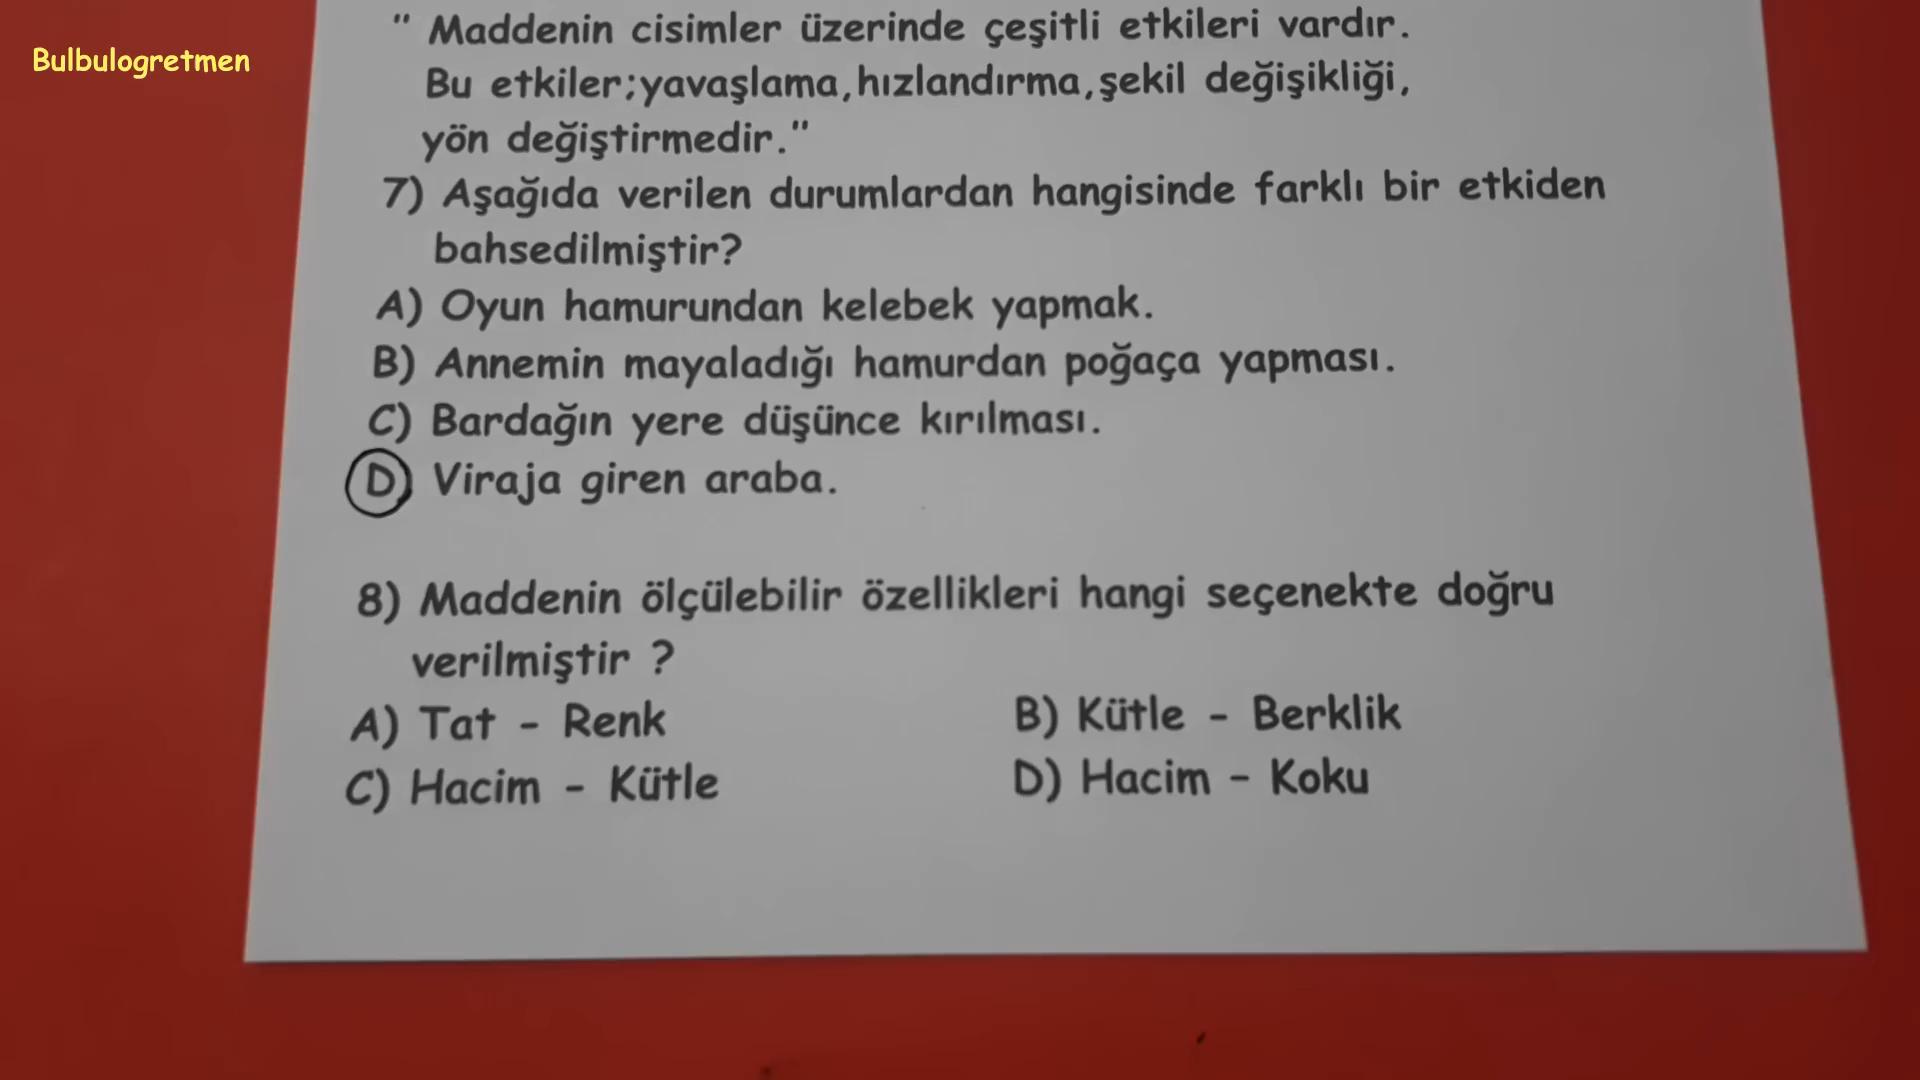 Bulbulogretmen
" Maddenin cisimler üzerinde çeşitli etkileri vardır.
Bu etkiler;yavaşlama,hızlandırma,şekil değişikliği,
yön değiştirmedir."
7) Aşağıda verilen durumlardan hangisinde farklı bir etkiden
bahsedilmiştir?
A) Oyun hamurundan kelebek yapmak.
B) Annemin mayaladığı hamurdan poğaça yapması.
C) Bardağın yere düşünce kırılması.
D) Viraja giren araba.
8) Maddenin ölçülebilir özellikleri hangi seçenekte doğru
verilmiştir ?
A) Tat - Renk
B) Kütle - Berklik
C) Hacim - Kütle
D) Hacim - Koku